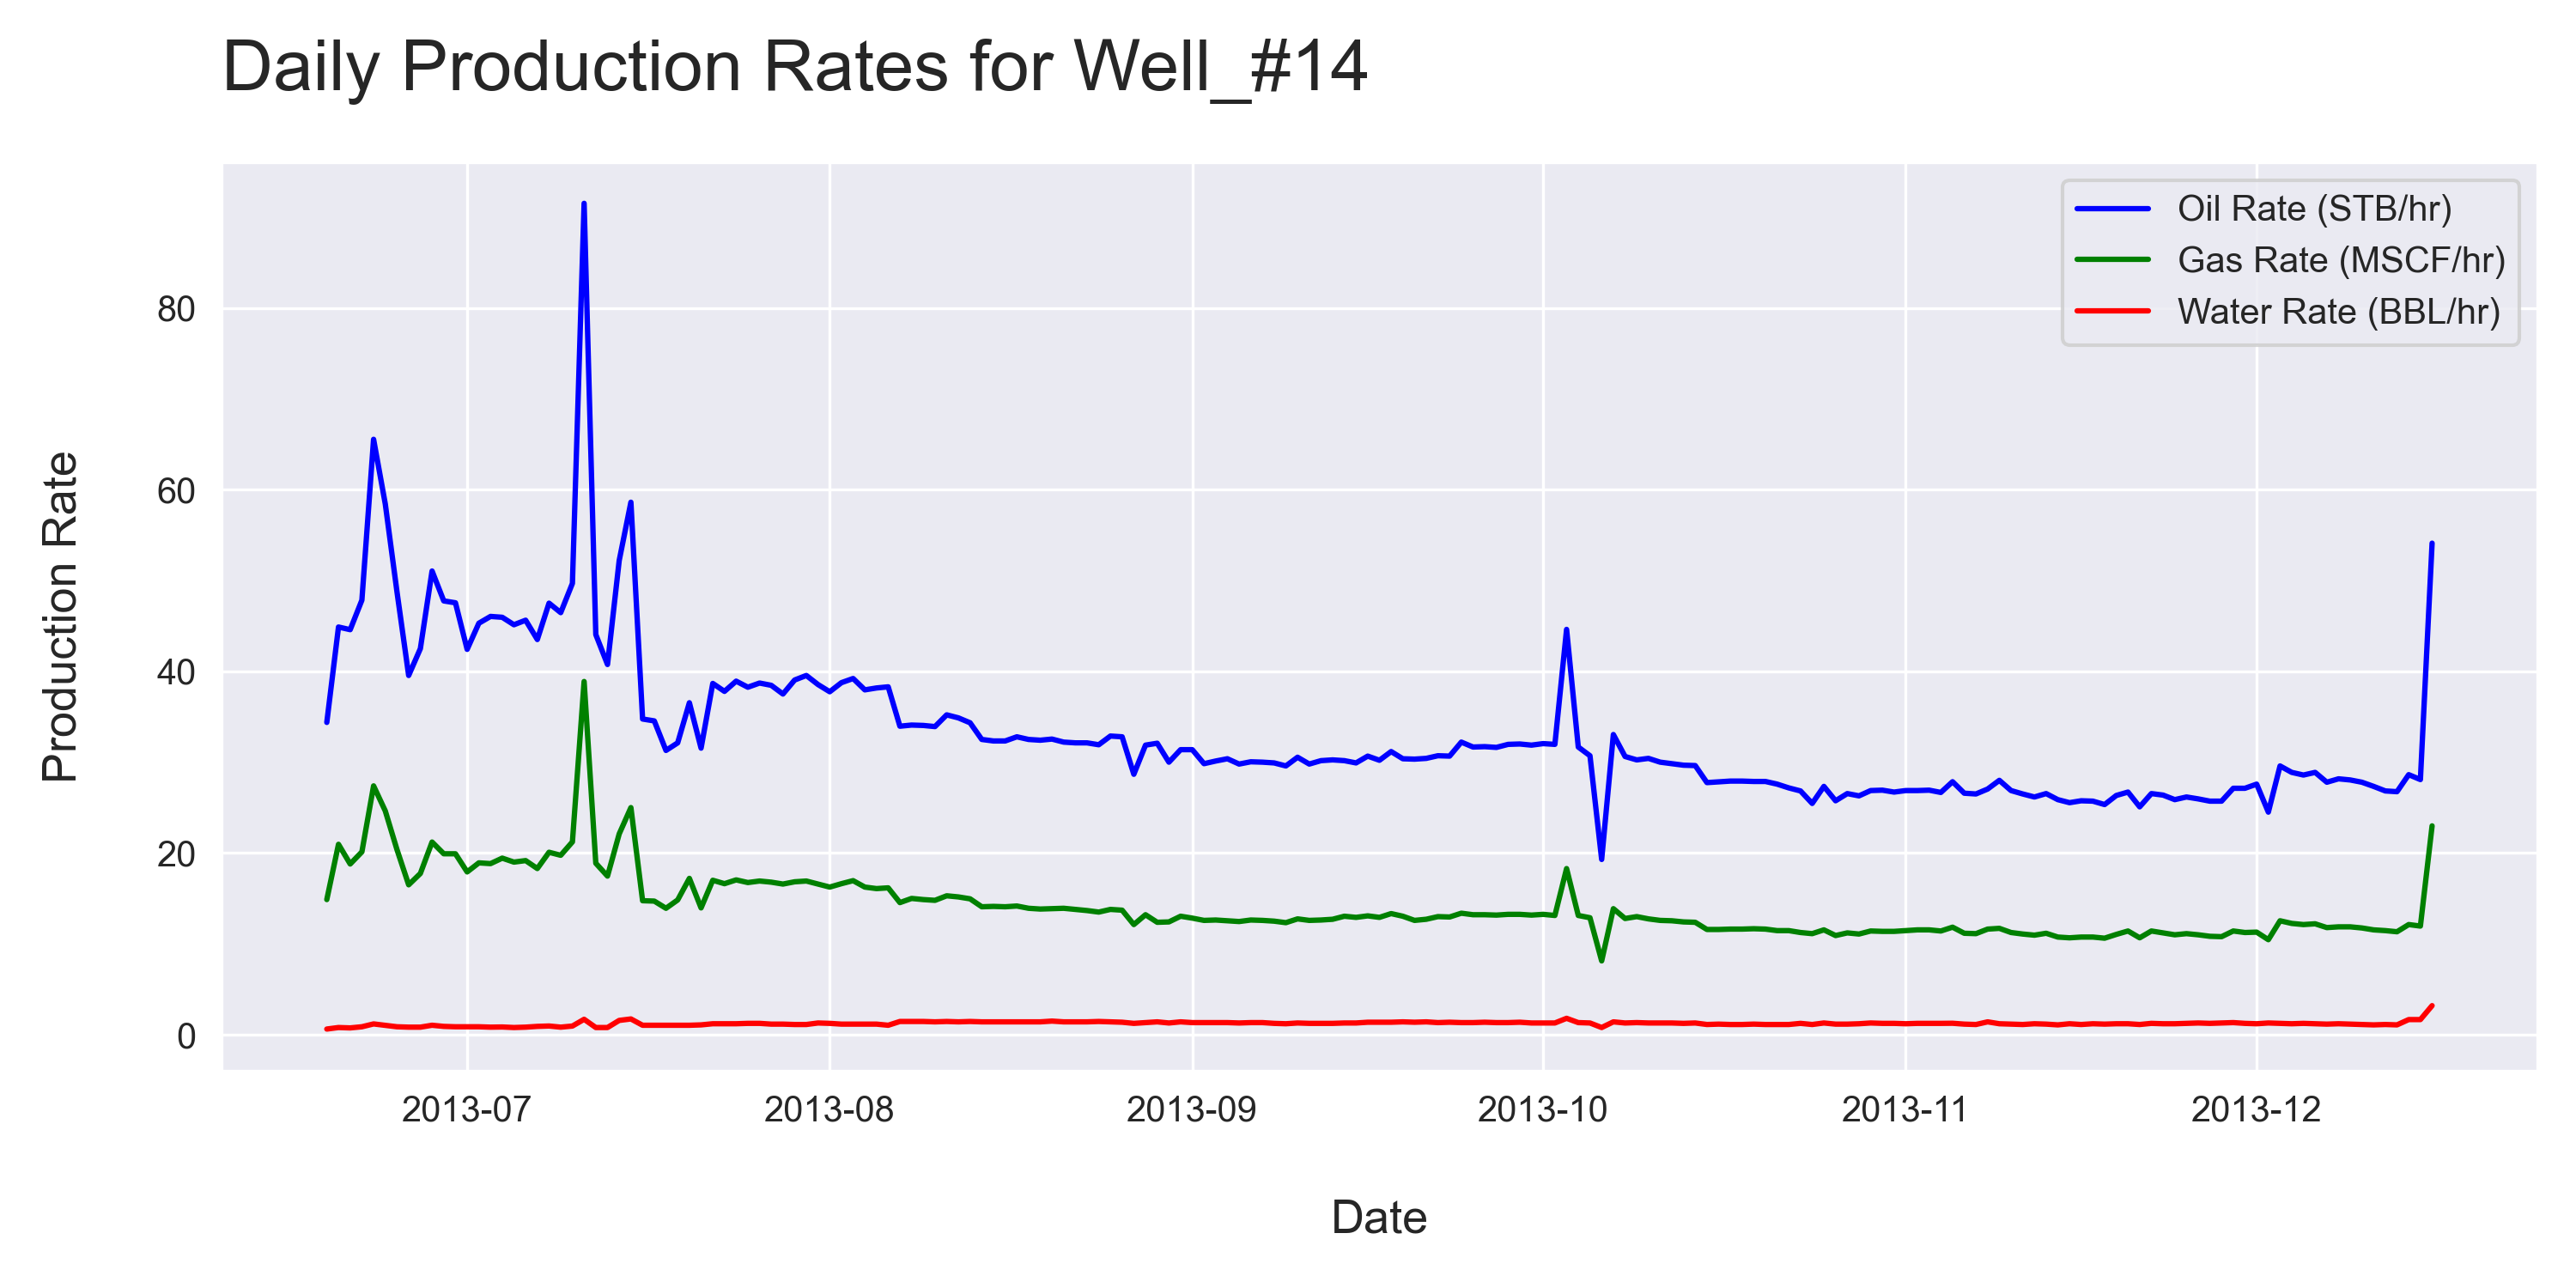 Daily Production Rates for Well_#14
Oil Rate (STB/hr)
Gas Rate (MSCF/hr)
Water Rate (BBL/hr)
Production Rate
80
60
40
20
0
2013-07 2013-08 2013-09 2013-10 2013-11 2013-12
Date